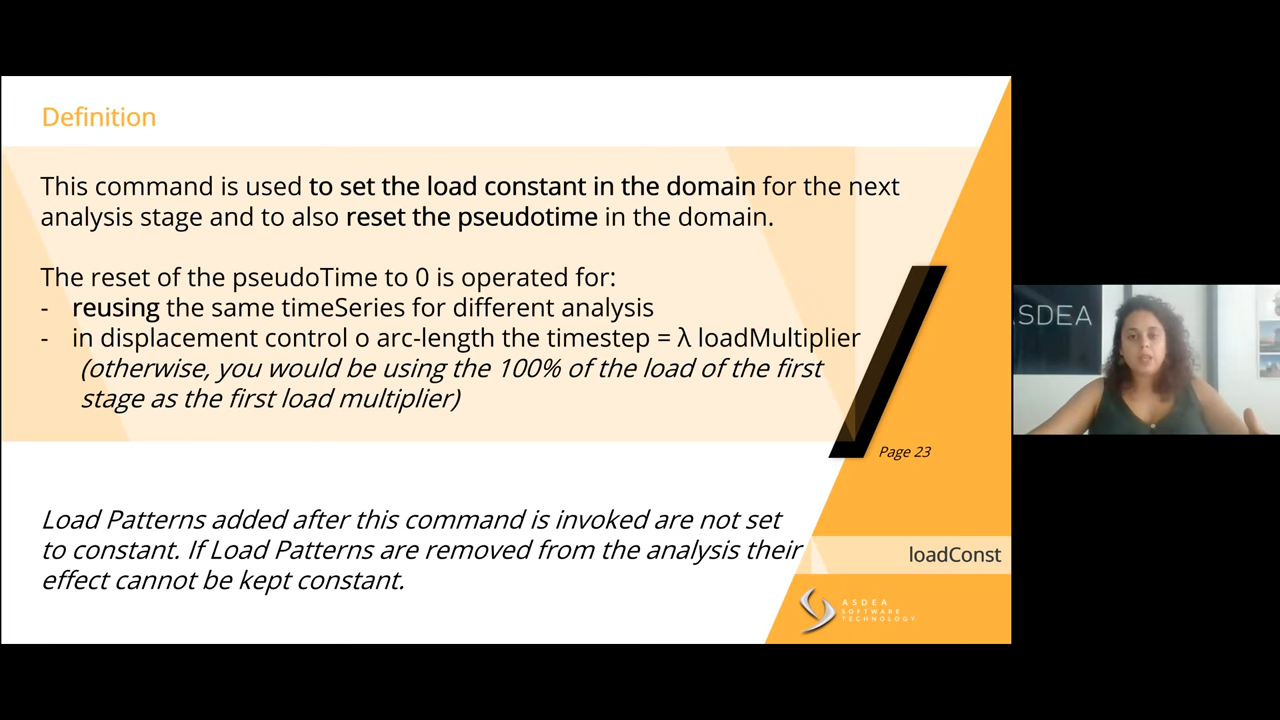 Definition
This command is used to set the load constant in the domain for the next
analysis stage and to also reset the pseudotime in the domain.
The reset of the pseudoTime to 0 is operated for:
- reusing the same timeSeries for different analysis
- in displacement control o arc-length the timestep = λ loadMultiplier
(otherwise, you would be using the 100% of the load of the first
stage as the first load multiplier)
Page 23
Load Patterns added after this command is invoked are not set
to constant. If Load Patterns are removed from the analysis their
effect cannot be kept constant.
loadConst
ASDEA
SOFTWARE
TECHNOLOGY
ASDEA